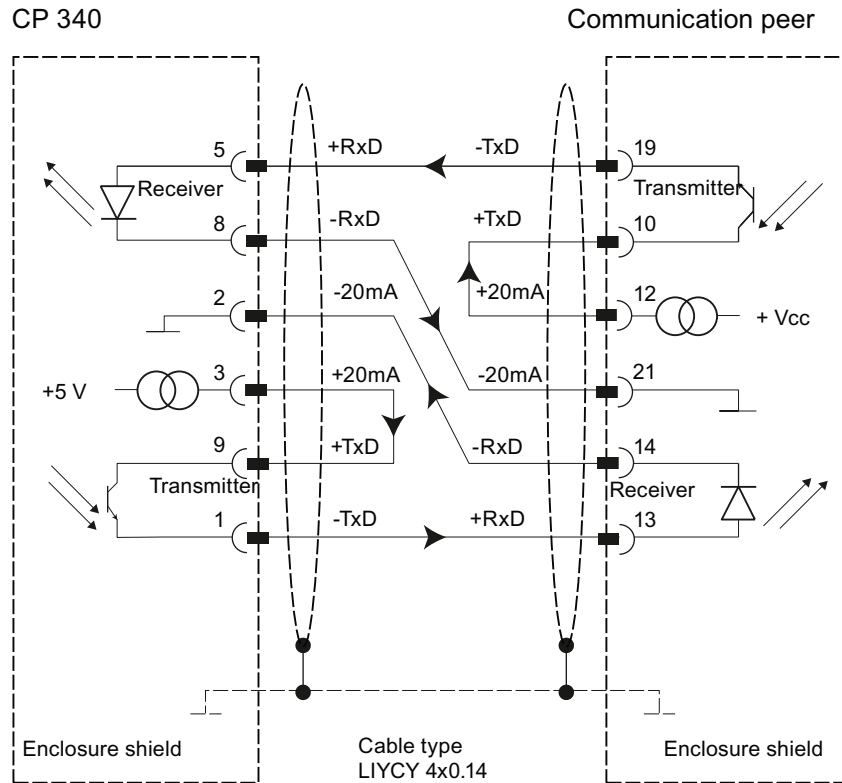 CP 340
Communication peer
5 +RxD -TxD 19
Receiver Transmitter
8 -RxD +TxD 10
2 -20mA +20mA 12
+ Vcc
+5 V 3 +20mA -20mA 21
9 +TxD -RxD 14
Transmitter Receiver
1 -TxD +RxD 13
Enclosure shield Cable type Enclosure shield
LIYCY 4x0.14